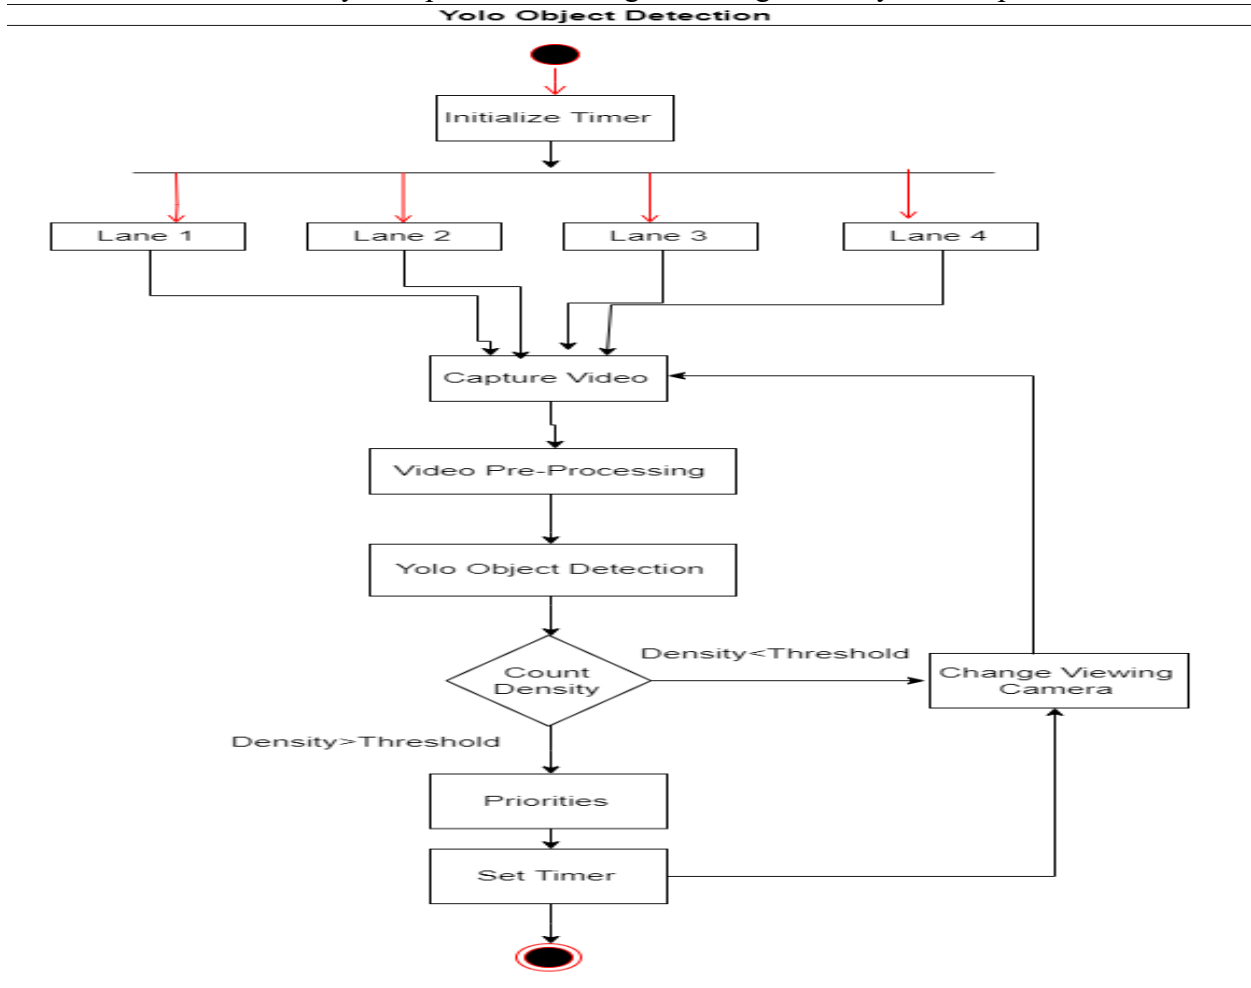 Yolo Object Detection
Initialize Timer
Lane 1
Lane 2
Lane 3
Lane 4
Capture Video
Video Pre-Processing
Yolo Object Detection
Count
Density
Density<Threshold
Change Viewing
Camera
Density>Threshold
Priorities
Set Timer